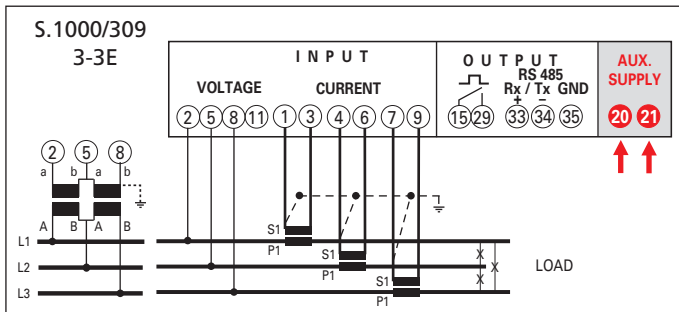 S.1000/309
3-3E
INPUT
VOLTAGE CURRENT
2 5 8 11 1 3 4 6 7 9
OUTPUT
RS 485
Rx / Tx GND
+ −
15 29 33 34 35
AUX.
SUPPLY
20 21
2 5 8
a b a b
A B A B
L1
L2
L3
S1
P1
S1
P1
S1
P1
X
X X
X
LOAD